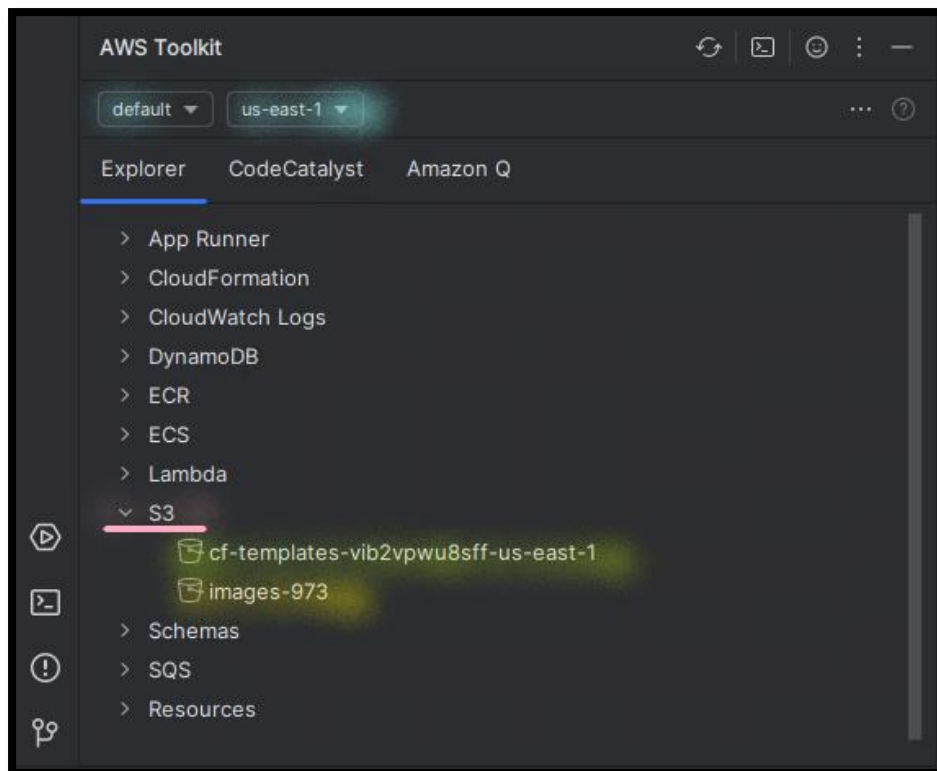 AWS Toolkit
default us-east-1
Explorer CodeCatalyst Amazon Q
App Runner
CloudFormation
CloudWatch Logs
DynamoDB
ECR
ECS
Lambda
S3
cf-templates-vib2vpwu8sff-us-east-1
images-973
Schemas
SQS
Resources